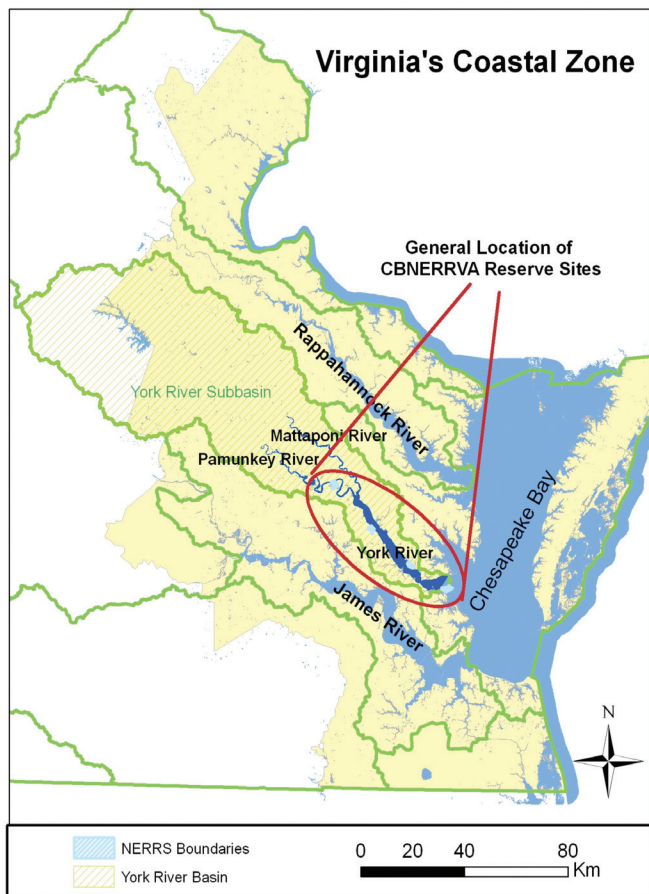 Virginia's Coastal Zone
General Location of
CBNERRVA Reserve Sites
Rappahannock River
York River Subbasin
Mattaponi River
Pamunkey River
York River
Chesapeake Bay
James River
N
NERRS Boundaries
York River Basin
0 20 40 80
Km